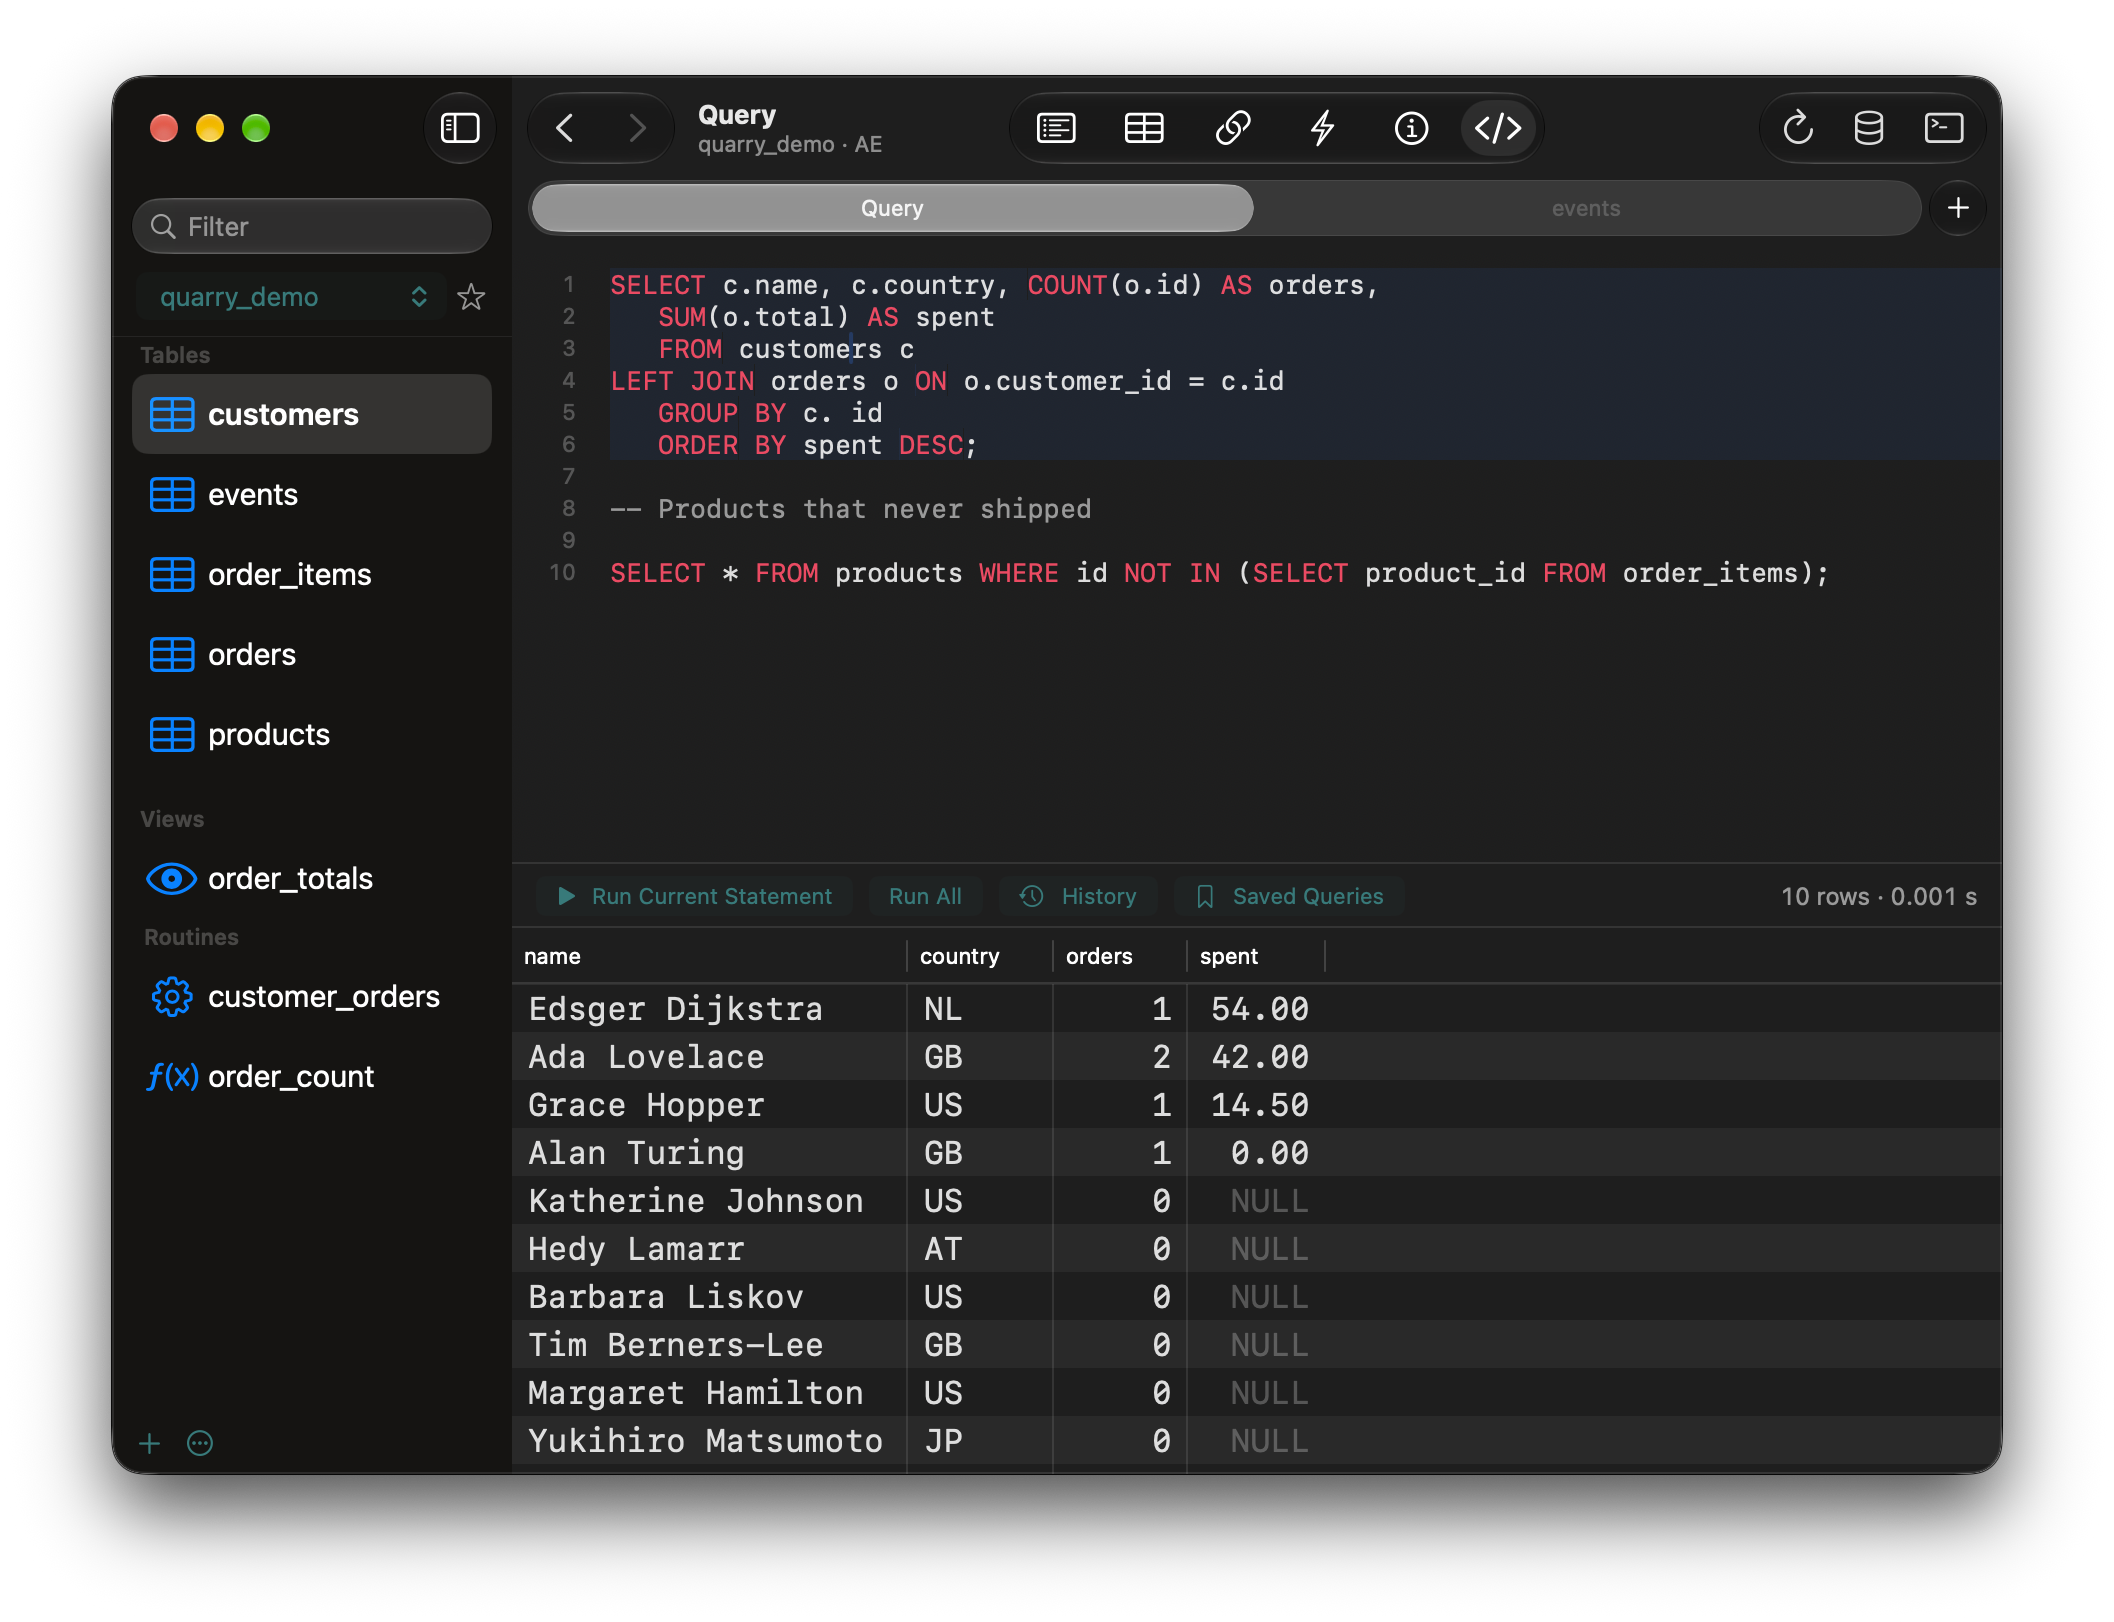 Query
quarry_demo · AE
Filter
quarry_demo
Tables
customers
events
order_items
orders
products
Views
order_totals
Routines
customer_orders
f(x) order_count
Query
events
1 SELECT c.name, c.country, COUNT(o.id) AS orders,
2 SUM(o.total) AS spent
3 FROM customers c
4 LEFT JOIN orders o ON o.customer_id = c.id
5 GROUP BY c. id
6 ORDER BY spent DESC;
7
8 -- Products that never shipped
9
10 SELECT * FROM products WHERE id NOT IN (SELECT product_id FROM order_items);
Run Current Statement Run All History Saved Queries 10 rows · 0.001 s
name country orders spent
Edsger Dijkstra NL 1 54.00
Ada Lovelace GB 2 42.00
Grace Hopper US 1 14.50
Alan Turing GB 1 0.00
Katherine Johnson US 0 NULL
Hedy Lamarr AT 0 NULL
Barbara Liskov US 0 NULL
Tim Berners-Lee GB 0 NULL
Margaret Hamilton US 0 NULL
Yukihiro Matsumoto JP 0 NULL